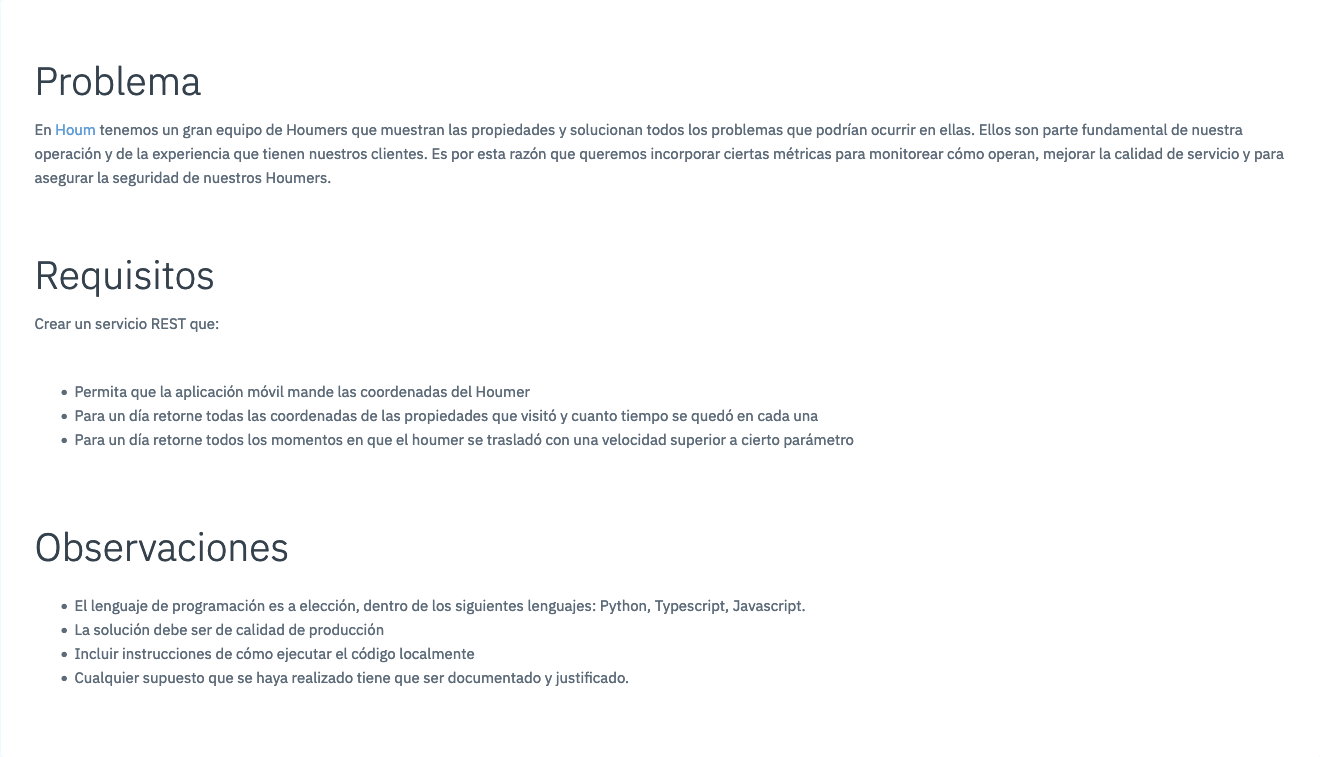 Problema
En Houm tenemos un gran equipo de Houmers que muestran las propiedades y solucionan todos los problemas que podrían ocurrir en ellas. Ellos son parte fundamental de nuestra
operación y de la experiencia que tienen nuestros clientes. Es por esta razón que queremos incorporar ciertas métricas para monitorear cómo operan, mejorar la calidad de servicio y para
asegurar la seguridad de nuestros Houmers.
Requisitos
Crear un servicio REST que:
• Permita que la aplicación móvil mande las coordenadas del Houmer
• Para un día retorne todas las coordenadas de las propiedades que visitó y cuanto tiempo se quedó en cada una
• Para un día retorne todos los momentos en que el houmer se trasladó con una velocidad superior a cierto parámetro
Observaciones
• El lenguaje de programación es a elección, dentro de los siguientes lenguajes: Python, Typescript, Javascript.
• La solución debe ser de calidad de producción
• Incluir instrucciones de cómo ejecutar el código localmente
• Cualquier supuesto que se haya realizado tiene que ser documentado y justificado.